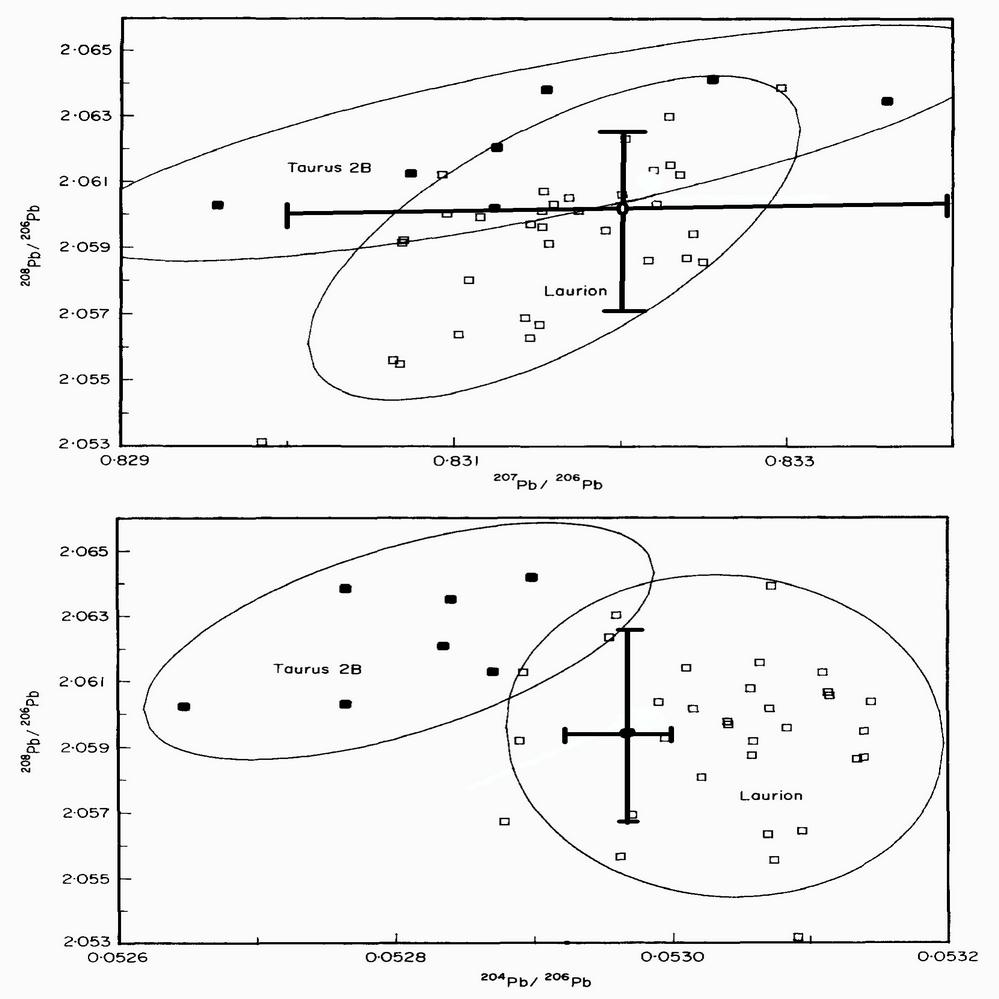 2·065
2·063
2·061
2·059
2·057
2·055
2·053
²⁰⁸Pb/ ²⁰⁶Pb
Taurus 2B
Laurion
0·829 0·831 0·833
²⁰⁷Pb/ ²⁰⁶Pb
2·065
2·063
2·061
2·059
2·057
2·055
2·053
²⁰⁸Pb/ ²⁰⁶Pb
Taurus 2B
Laurion
0·0526 0·0528 0·0530 0·0532
²⁰⁴Pb/ ²⁰⁶Pb